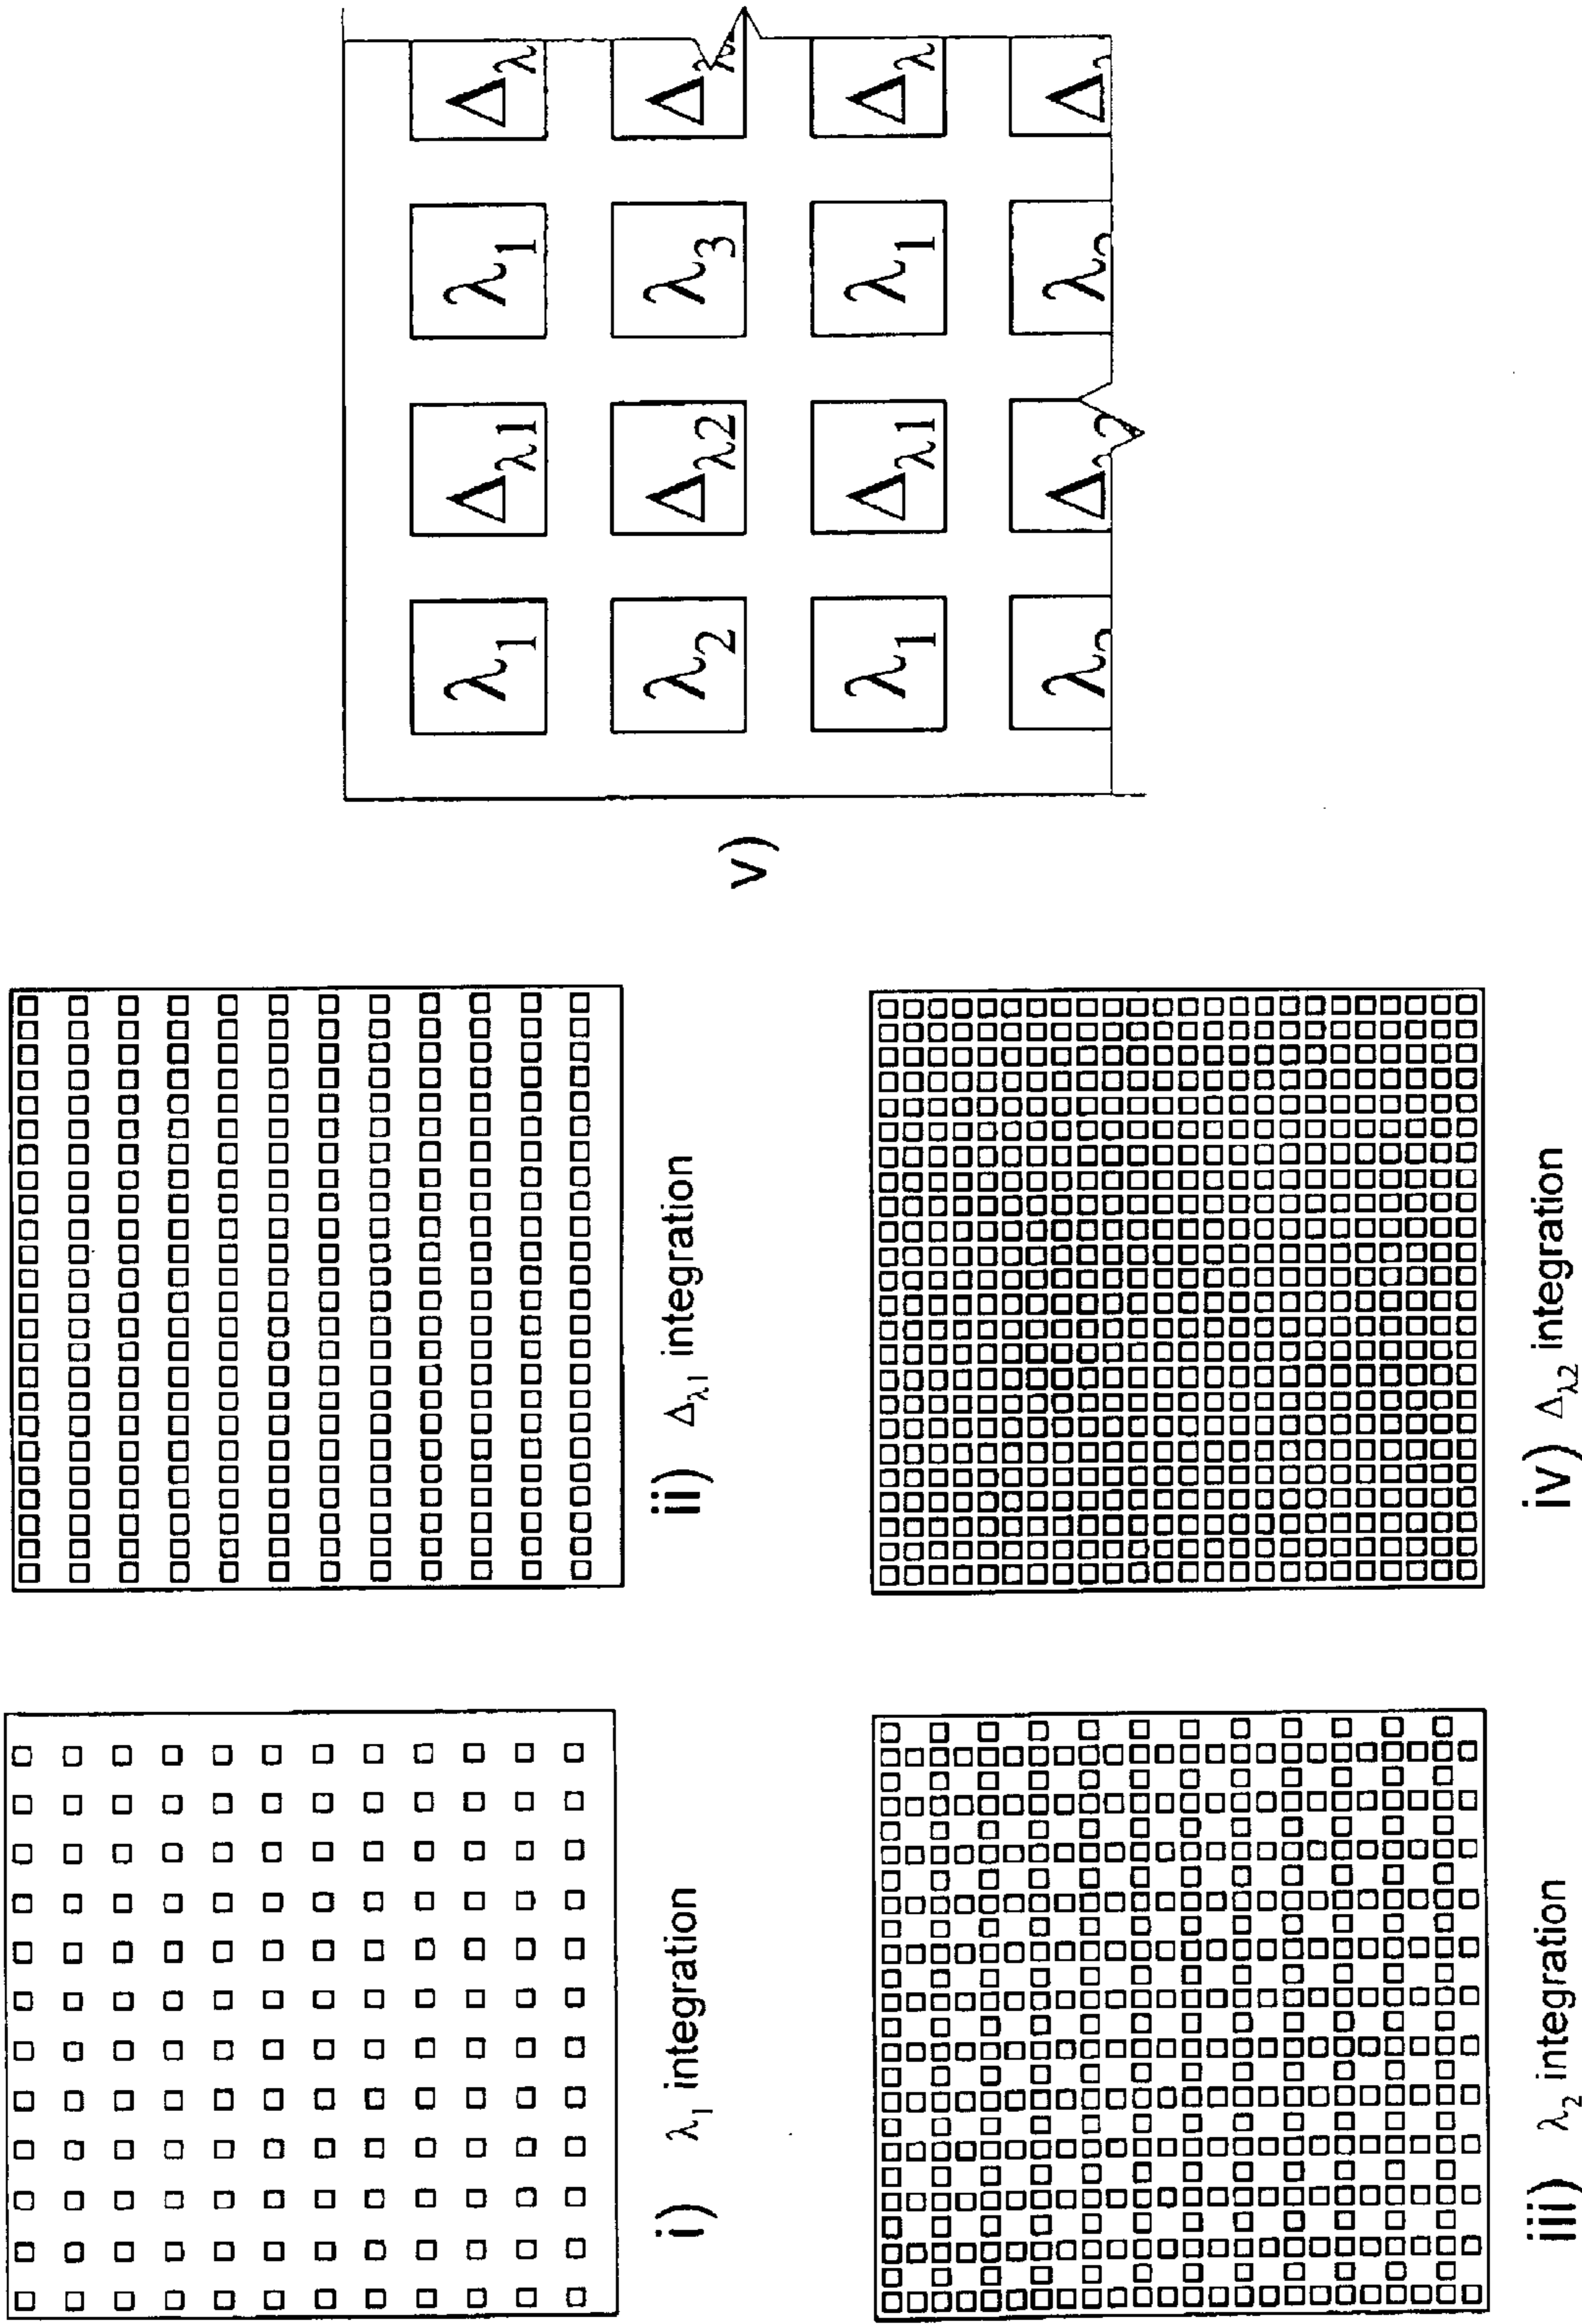 i) λ₁ integration
ii) Δλ1 integration
iii) λ₂ integration
iv) Δλ2 integration
v)
λ₁ Δλ1 λ₁ Δλ
λ₂ Δλ2 λ₃ Δλ
λ₁ Δλ1 λ₁ Δλ
λ Δ λ Δ